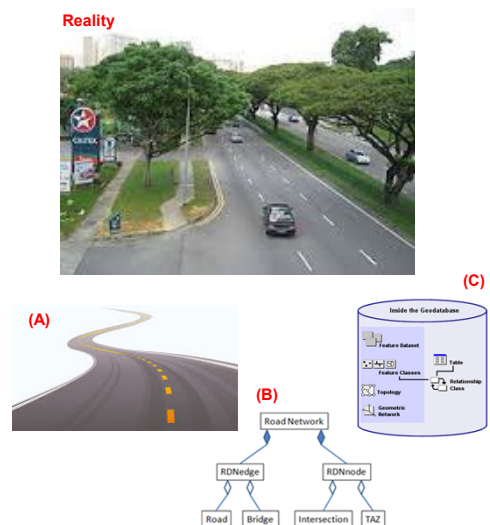 Reality
CALTEX
(C)
(A)
Inside the Geodatabase
Feature Dataset
Table
Feature Classes
Relationship
Class
Topology
Geometric
Network
(B)
Road Network
RDNedge
RDNnode
Road
Bridge
Intersection
TAZ